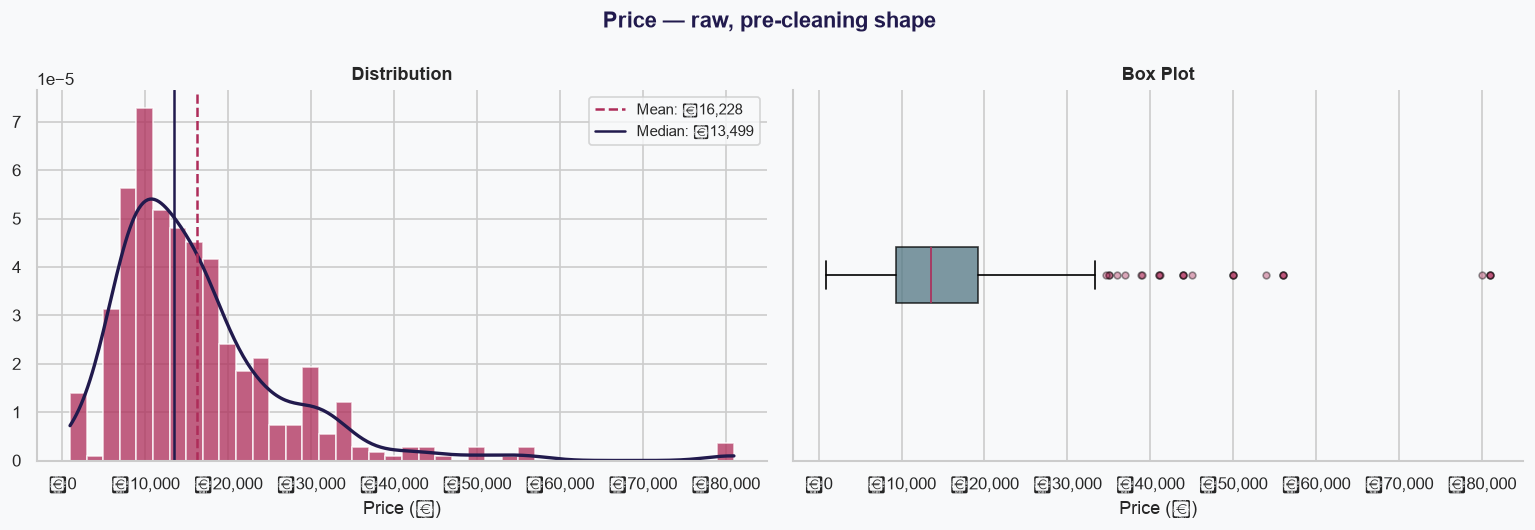 Price — raw, pre-cleaning shape
Distribution
1e−5
7
6
5
4
3
2
1
0
Mean: €16,228
Median: €13,499
€0 €10,000 €20,000 €30,000 €40,000 €50,000 €60,000 €70,000 €80,000
Price (€)
Box Plot
€0 €10,000 €20,000 €30,000 €40,000 €50,000 €60,000 €70,000 €80,000
Price (€)